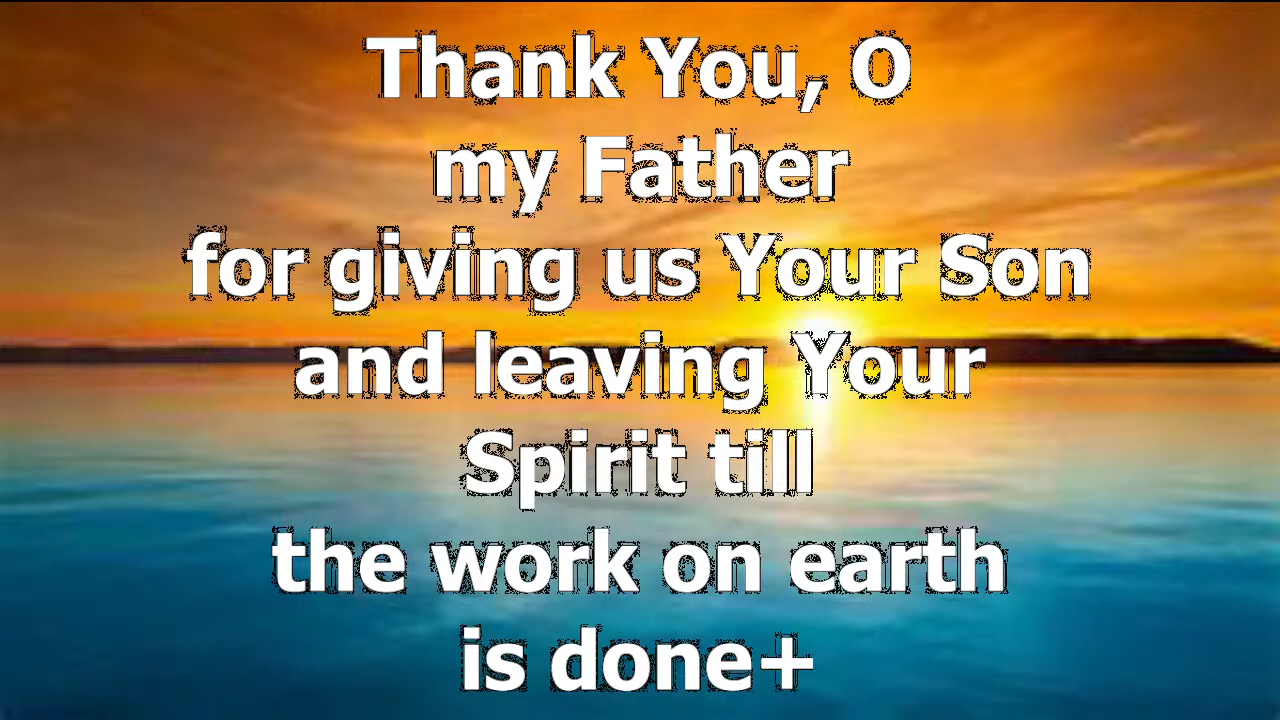 Thank You, O
my Father
for giving us Your Son
and leaving Your
Spirit till
the work on earth
is done+